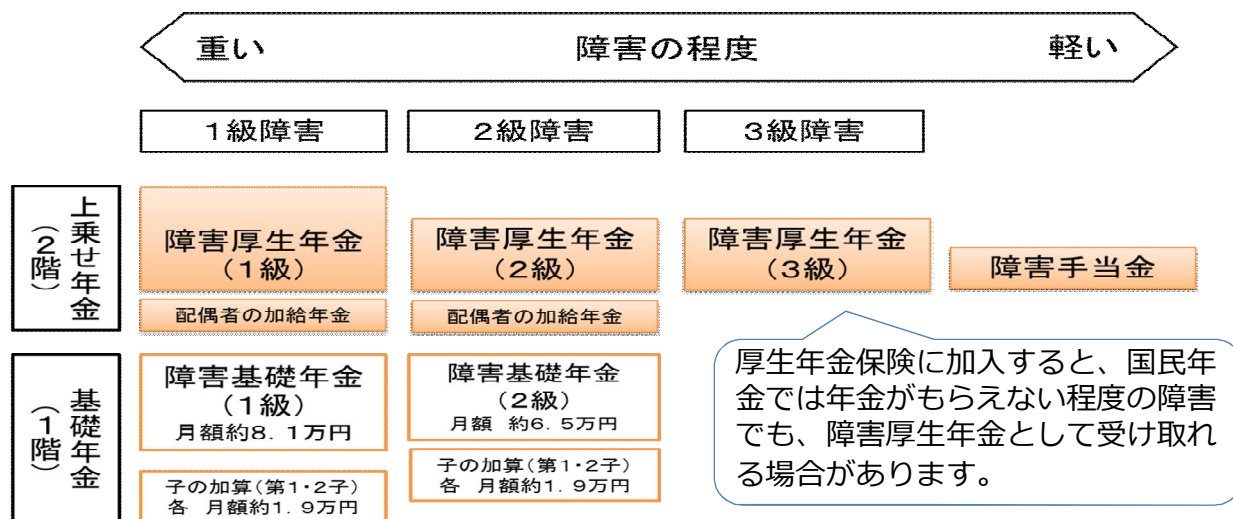 重い 障害の程度 軽い
1級障害 2級障害 3級障害
上乗せ年金
(2階)
障害厚生年金
(1級)
障害厚生年金
(2級)
障害厚生年金
(3級)
障害手当金
配偶者の加給年金
配偶者の加給年金
基礎年金
(1階)
障害基礎年金
(1級)
月額約8.1万円
障害基礎年金
(2級)
月額 約6.5万円
子の加算(第1・2子)
各 月額約1.9万円
子の加算(第1・2子)
各 月額約1.9万円
厚生年金保険に加入すると、国民年
金では年金がもらえない程度の障害
でも、障害厚生年金として受け取れ
る場合があります。